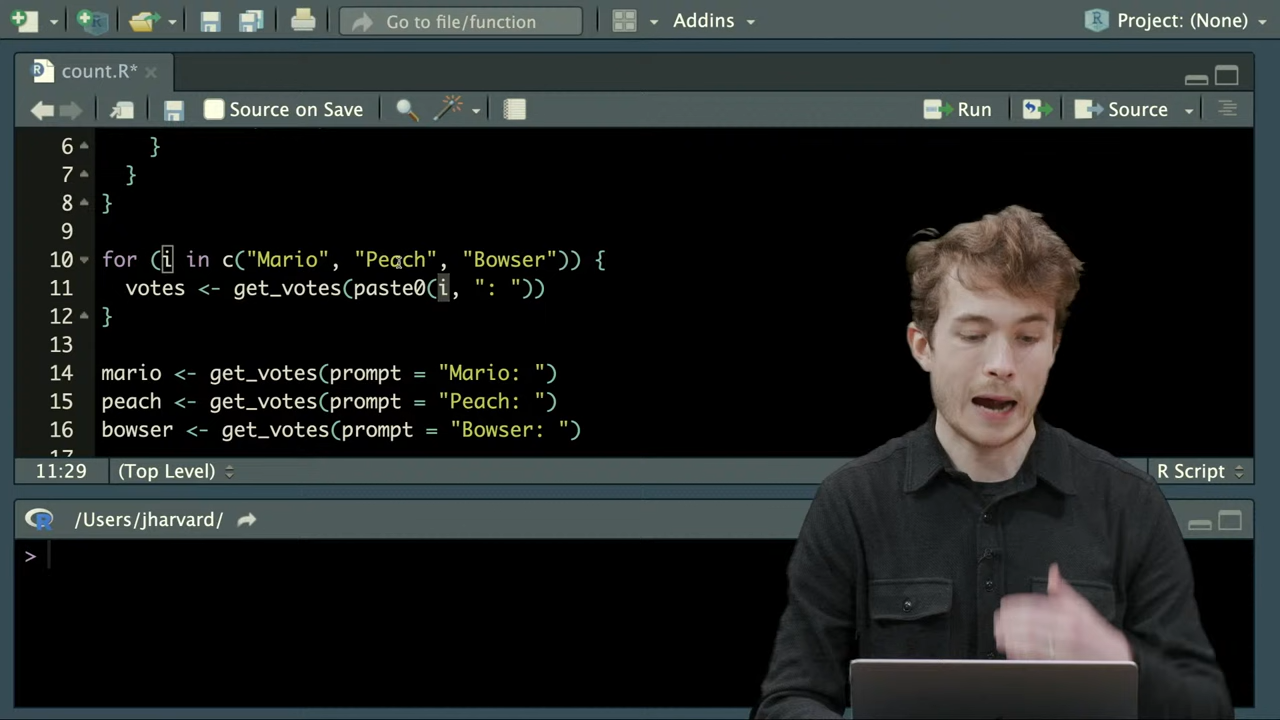 Go to file/function
Addins
Project: (None)
count.R*
Source on Save
Run
Source
6 }
7 }
8 }
9
10 for (i in c("Mario", "Peach", "Bowser")) {
11 votes <- get_votes(paste0(i, ": "))
12 }
13
14 mario <- get_votes(prompt = "Mario: ")
15 peach <- get_votes(prompt = "Peach: ")
16 bowser <- get_votes(prompt = "Bowser: ")
11:29 (Top Level)
R Script
R /Users/jharvard/
>